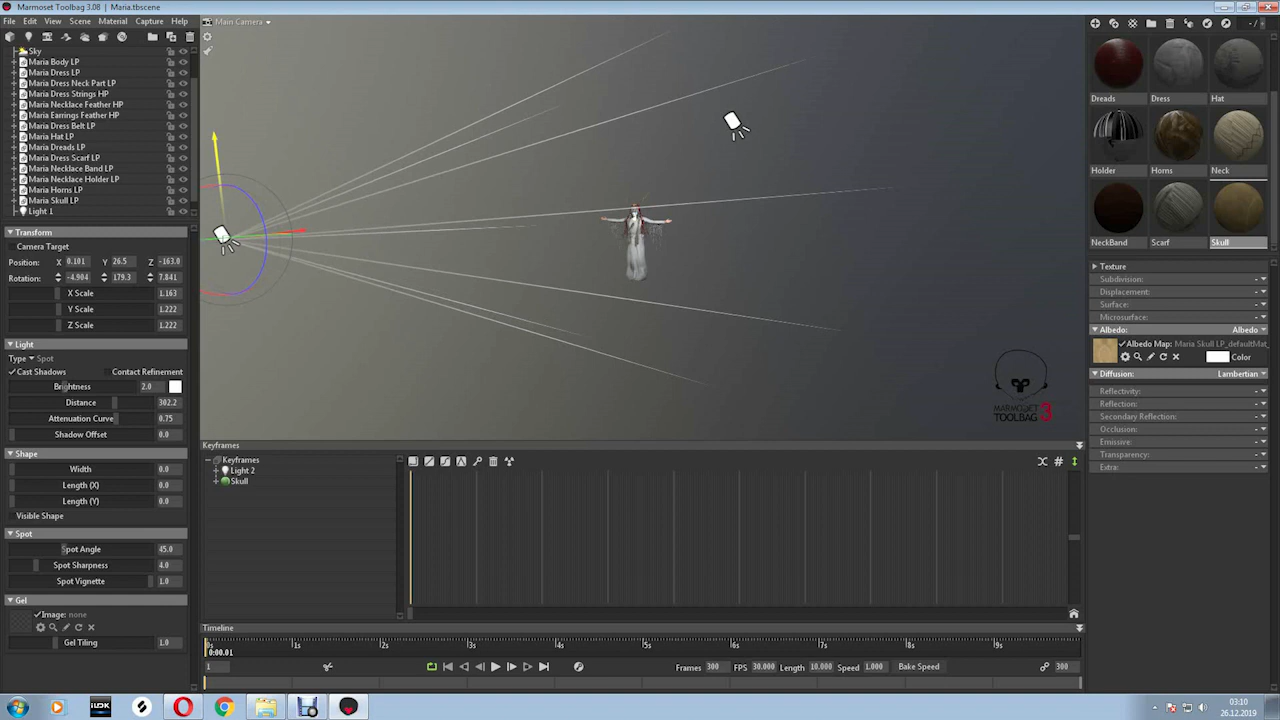 Marmoset Toolbag 3.08 | Maria.tbscene
File Edit View Scene Material Capture Help
Main Camera
Sky
Maria Body LP
Maria Dress LP
Maria Dress Neck Part LP
Maria Dress Strings HP
Maria Necklace Feather HP
Maria Earrings Feather HP
Maria Dress Belt LP
Maria Hat LP
Maria Dreads LP
Maria Dress Scarf LP
Maria Necklace Band LP
Maria Necklace Holder LP
Maria Horns LP
Maria Skull LP
Light 1
Transform
Camera Target
Position: X 0.101 Y 26.5 Z -163.0
Rotation: -4.904 179.3 7.841
X Scale 1.163
Y Scale 1.222
Z Scale 1.222
Light
Type Spot
Cast Shadows Contact Refinement
Brightness 2.0
Distance 302.2
Attenuation Curve 0.75
Shadow Offset 0.0
Shape
Width 0.0
Length (X) 0.0
Length (Y) 0.0
Visible Shape
Spot
Spot Angle 45.0
Spot Sharpness 4.0
Spot Vignette 1.0
Gel
Image: none
Gel Tiling 1.0
MARMOSET
TOOLBAG 3
Keyframes
Keyframes
Light 2
Skull
Timeline
0s 1s 2s 3s 4s 5s 6s 7s 8s 9s
0:00.01
1 Frames 300 FPS 30.000 Length 10.000 Speed 1.000 Bake Speed 300
Dreads Dress Hat
Holder Horns Neck
NeckBand Scarf Skull
Texture
Subdivision:
Displacement:
Surface:
Microsurface:
Albedo: Albedo
Albedo Map: Maria Skull LP_defaultMat_
Color
Diffusion: Lambertian
Reflectivity:
Reflection:
Secondary Reflection:
Occlusion:
Emissive:
Transparency:
Extra:
iLDK
03:10
26.12.2019